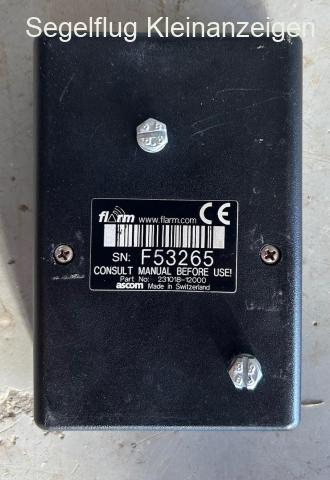 Segelflug Kleinanzeigen
flarm www.flarm.com CE
SN: F53265
CONSULT MANUAL BEFORE USE!
Part No: 231018-12000
ascom Made in Switzerland